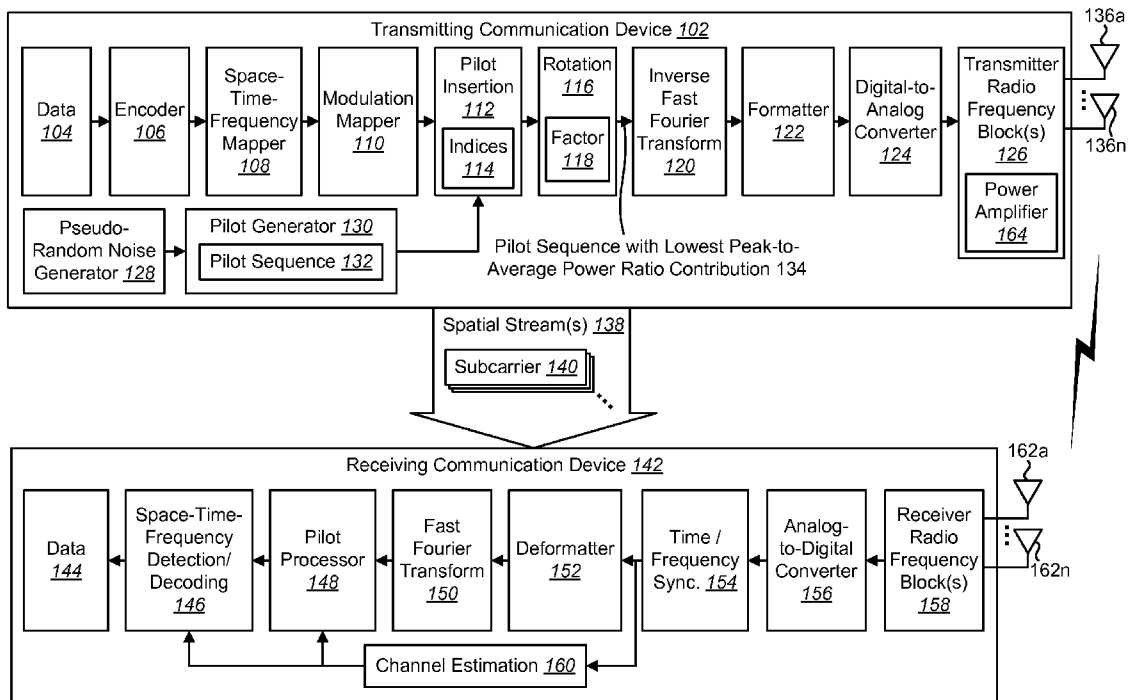 Transmitting Communication Device 102
136a
Data
104
Encoder
106
Space-
Time-
Frequency
Mapper
108
Modulation
Mapper
110
Pilot
Insertion
112
Indices
114
Rotation
116
Factor
118
Inverse
Fast
Fourier
Transform
120
Formatter
122
Digital-to-
Analog
Converter
124
Transmitter
Radio
Frequency
Block(s)
126
Power
Amplifier
164
136n
Pseudo-
Random Noise
Generator 128
Pilot Generator 130
Pilot Sequence 132
Pilot Sequence with Lowest Peak-to-
Average Power Ratio Contribution 134
Spatial Stream(s) 138
Subcarrier 140
Receiving Communication Device 142
162a
Data
144
Space-Time-
Frequency
Detection/
Decoding
146
Pilot
Processor
148
Fast
Fourier
Transform
150
Deformatter
152
Time /
Frequency
Sync. 154
Analog-
to-Digital
Converter
156
Receiver
Radio
Frequency
Block(s)
158
162n
Channel Estimation 160